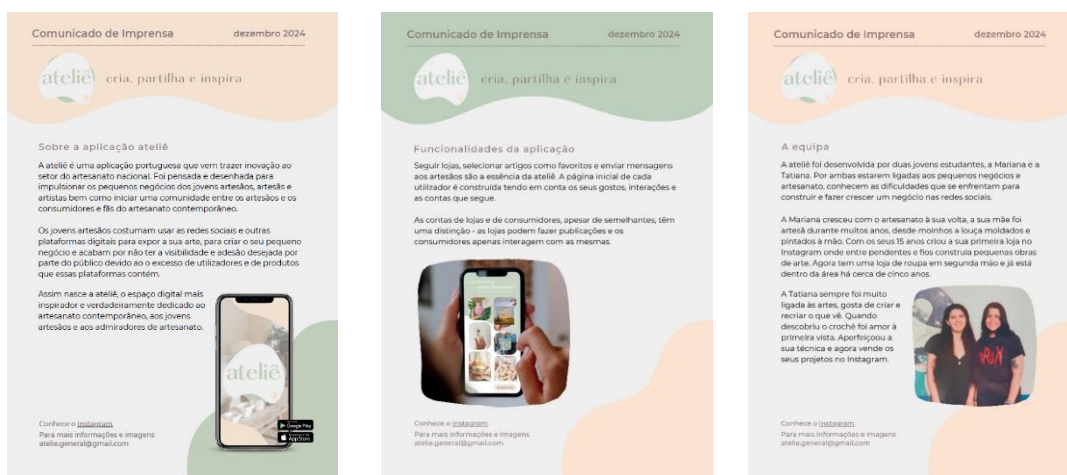 Comunicado de Imprensa dezembro 2024
ateliê cria, partilha e inspira
Sobre a aplicação ateliê
A ateliê é uma aplicação portuguesa que vem trazer inovação ao
setor do artesanato nacional. Foi pensada e desenhada para
impulsionar os pequenos negócios dos jovens artesãos, artesãs e
artistas bem como iniciar uma comunidade entre os artesãos e os
consumidores e fãs do artesanato contemporâneo.
Os jovens artesãos costumam usar as redes sociais e outras
plataformas digitais para expor a sua arte, para criar o seu pequeno
negócio e acabam por não ter a visibilidade e adesão desejada por
parte do público devido ao o excesso de utilizadores e de produtos
que essas plataformas contém.
Assim nasce a ateliê, o espaço digital mais
inspirador e verdadeiramente dedicado ao
artesanato contemporâneo, aos jovens
artesãos e aos admiradores de artesanato.
ateliê
Google Play
App Store
Conhece o Instagram
Para mais informações e imagens
atelie.general@gmail.com
Comunicado de Imprensa dezembro 2024
ateliê cria, partilha e inspira
Funcionalidades da aplicação
Seguir lojas, selecionar artigos como favoritos e enviar mensagens
aos artesãos são a essência da ateliê. A página inicial de cada
utilizador é construída tendo em conta os seus gostos, interações e
as contas que segue.
As contas de lojas e de consumidores, apesar de semelhantes, têm
uma distinção - as lojas podem fazer publicações e os
consumidores apenas interagem com as mesmas.
Conhece o Instagram
Para mais informações e imagens
atelie.general@gmail.com
Comunicado de Imprensa dezembro 2024
ateliê cria, partilha e inspira
A equipa
A ateliê foi desenvolvida por duas jovens estudantes, a Mariana e a
Tatiana. Por ambas estarem ligadas aos pequenos negócios e
artesanato, conhecem as dificuldades que se enfrentam para
construir e fazer crescer um negócio nas redes sociais.
A Mariana cresceu com o artesanato à sua volta, a sua mãe foi
artesã durante muitos anos, desde moinhos a louça moldados e
pintados à mão. Com os seus 15 anos criou a sua primeira loja no
Instagram onde entre pendentes e fios construía pequenas obras
de arte. Agora tem uma loja de roupa em segunda mão e já está
dentro da área há cerca de cinco anos.
A Tatiana sempre foi muito
ligada às artes, gosta de criar e
recriar o que vê. Quando
descobriu o croché foi amor à
primeira vista. Aperfeiçoou a
sua técnica e agora vende os
seus projetos no Instagram.
Conhece o Instagram
Para mais informações e imagens
atelie.general@gmail.com